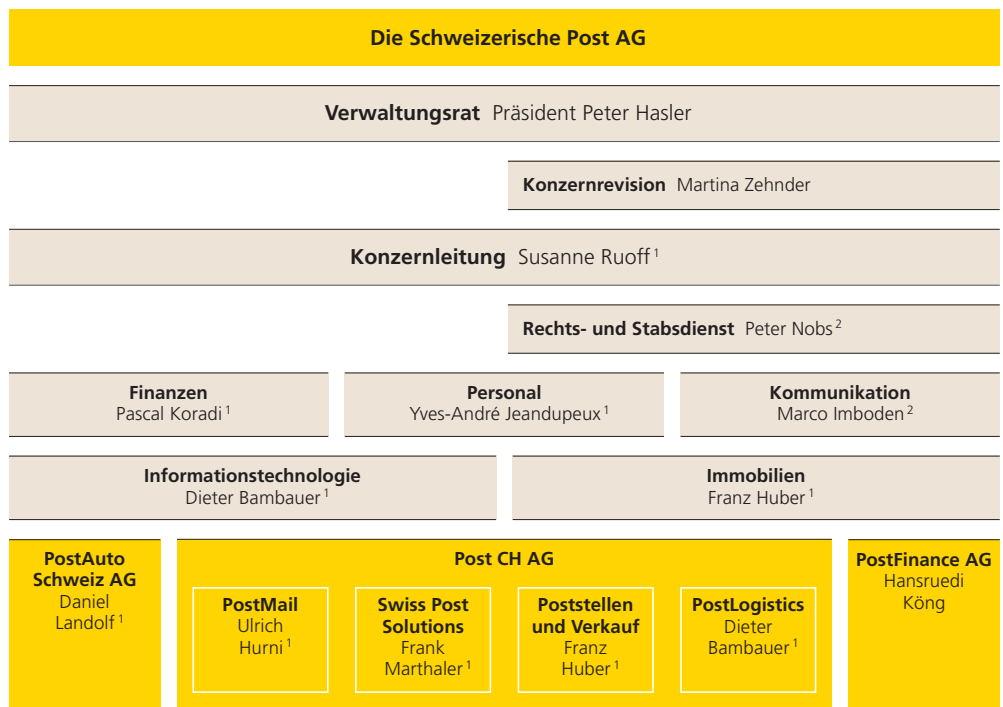 Die Schweizerische Post AG
Verwaltungsrat Präsident Peter Hasler
Konzernrevision Martina Zehnder
Konzernleitung Susanne Ruoff ¹
Rechts- und Stabsdienst Peter Nobs ²
Finanzen
Pascal Koradi ¹
Personal
Yves-André Jeandupeux ¹
Kommunikation
Marco Imboden ²
Informationstechnologie
Dieter Bambauer ¹
Immobilien
Franz Huber ¹
PostAuto
Schweiz AG
Daniel
Landolf ¹
Post CH AG
PostMail
Ulrich
Hurni ¹
Swiss Post
Solutions
Frank
Marthaler ¹
Poststellen
und Verkauf
Franz
Huber ¹
PostLogistics
Dieter
Bambauer ¹
PostFinance AG
Hansruedi
Köng